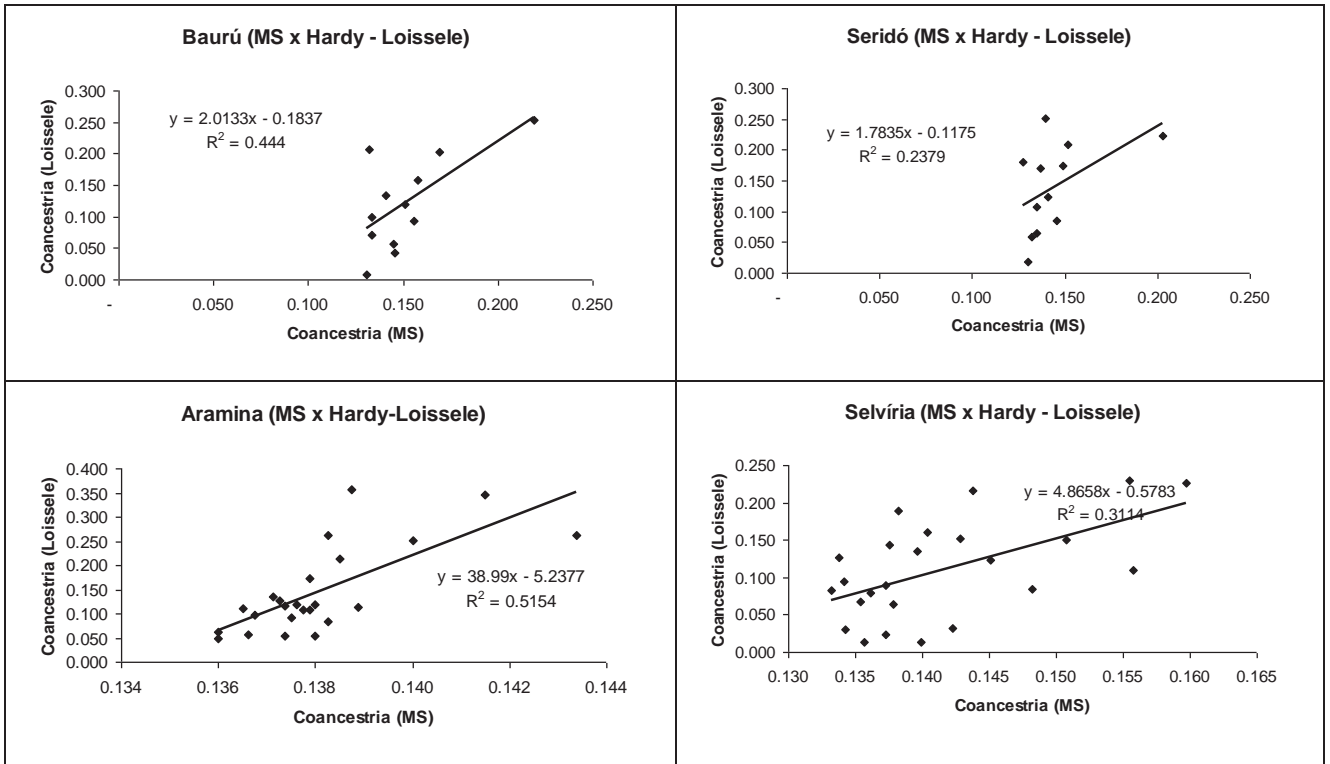 Baurú (MS x Hardy - Loissele)
Coancestria (Loissele)
0.300
0.250
0.200
0.150
0.100
0.050
0.000
y = 2.0133x - 0.1837
R² = 0.444
- 0.050 0.100 0.150 0.200 0.250
Coancestria (MS)
Seridó (MS x Hardy - Loissele)
Coancestria (Loissele)
0.300
0.250
0.200
0.150
0.100
0.050
0.000
y = 1.7835x - 0.1175
R² = 0.2379
- 0.050 0.100 0.150 0.200 0.250
Coancestria (MS)
Aramina (MS x Hardy-Loissele)
Coancestria (Loissele)
0.400
0.350
0.300
0.250
0.200
0.150
0.100
0.050
0.000
y = 38.99x - 5.2377
R² = 0.5154
0.134 0.136 0.138 0.140 0.142 0.144
Coancestria (MS)
Selvíria (MS x Hardy - Loissele)
Coancestria (Loissele)
0.250
0.200
0.150
0.100
0.050
0.000
y = 4.8658x - 0.5783
R² = 0.3114
0.130 0.135 0.140 0.145 0.150 0.155 0.160 0.165
Coancestria (MS)